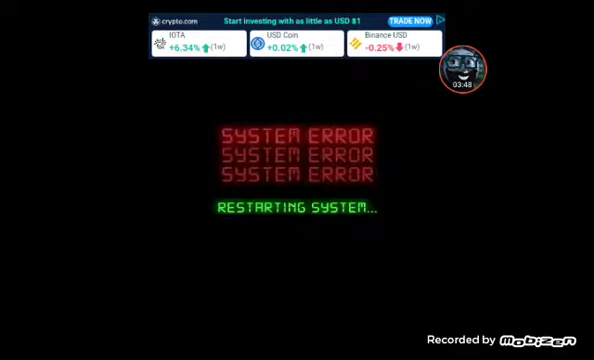 crypto.com
Start investing with as little as USD $1
TRADE NOW
IOTA
+6.34% (1w)
USD Coin
+0.02% (1w)
Binance USD
-0.25% (1w)
03:48
SYSTEM ERROR
SYSTEM ERROR
SYSTEM ERROR
RESTARTING SYSTEM...
Recorded by Mobizen